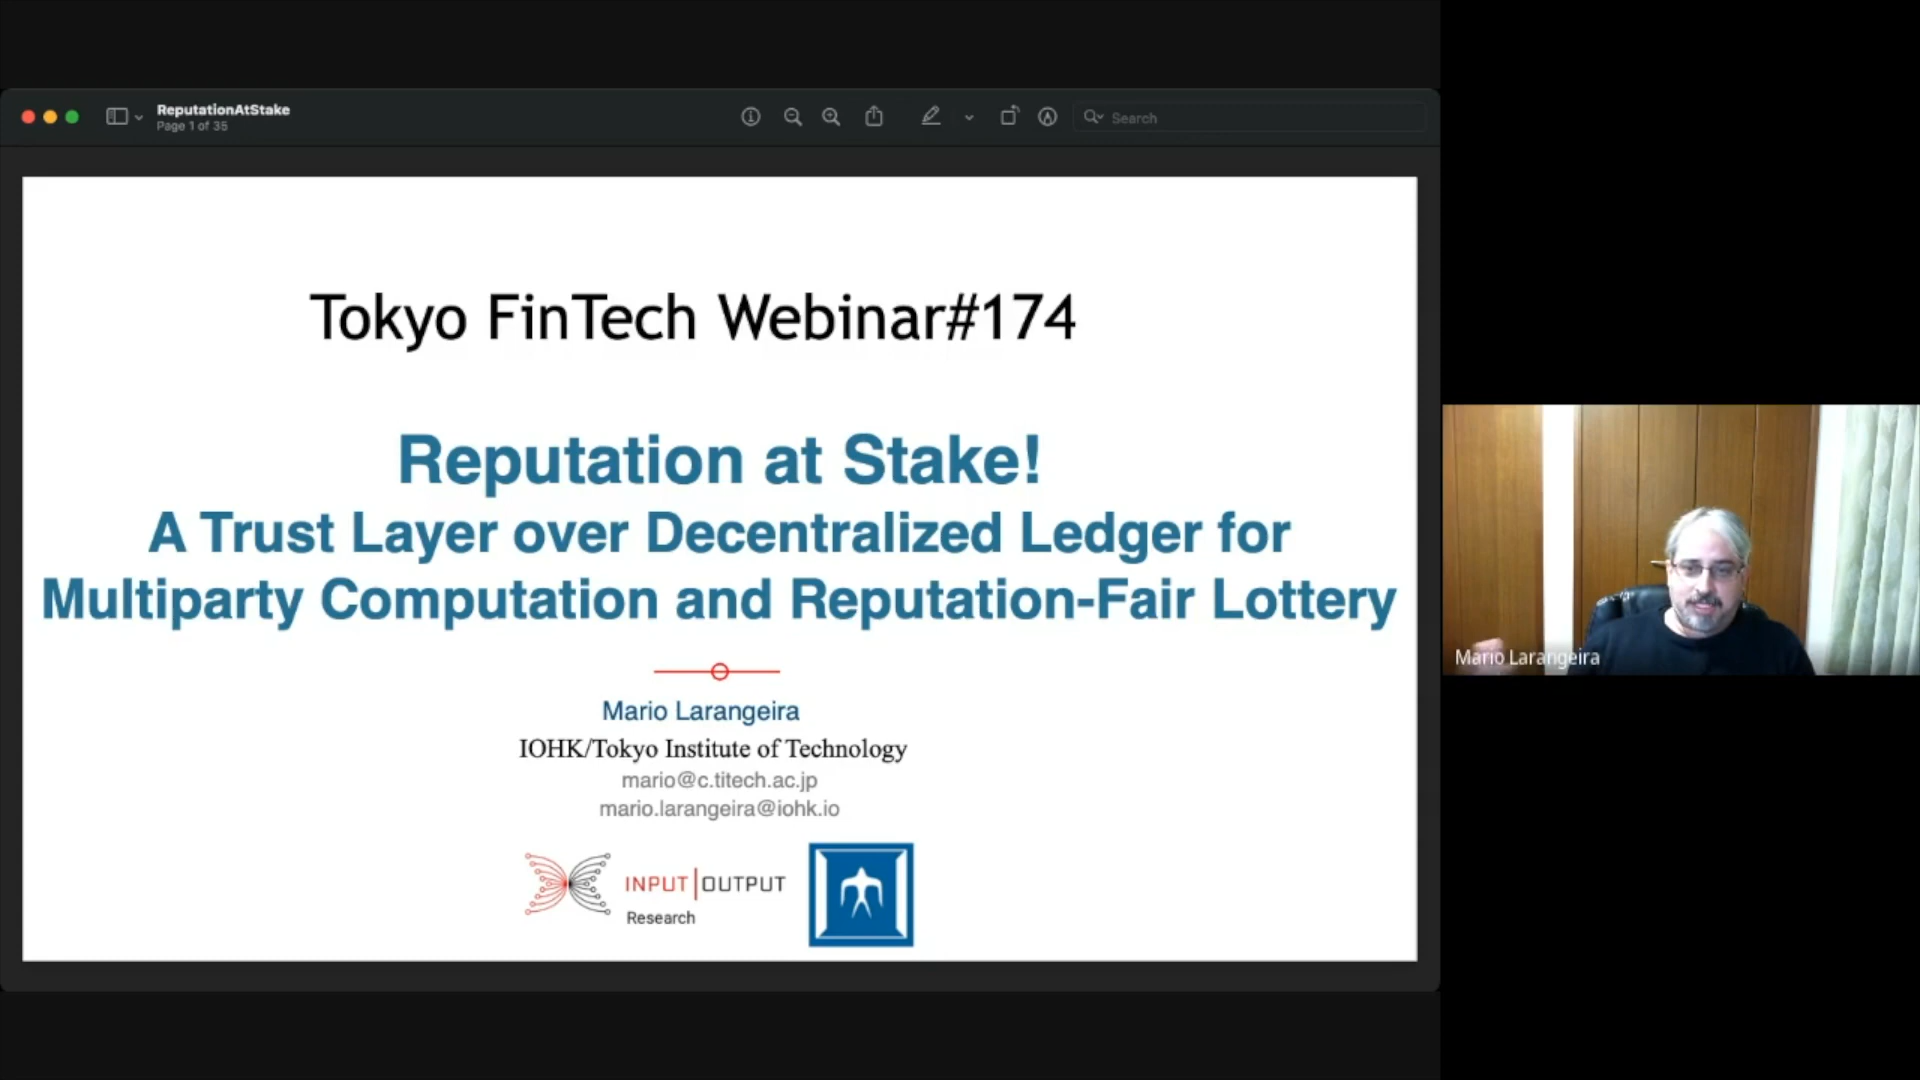 ReputationAtStake
Page 1 of 35
Search
Tokyo FinTech Webinar#174
Reputation at Stake!
A Trust Layer over Decentralized Ledger for
Multiparty Computation and Reputation-Fair Lottery
Mario Larangeira
IOHK/Tokyo Institute of Technology
mario@c.titech.ac.jp
mario.larangeira@iohk.io
INPUT|OUTPUT
Research
Mario Larangeira